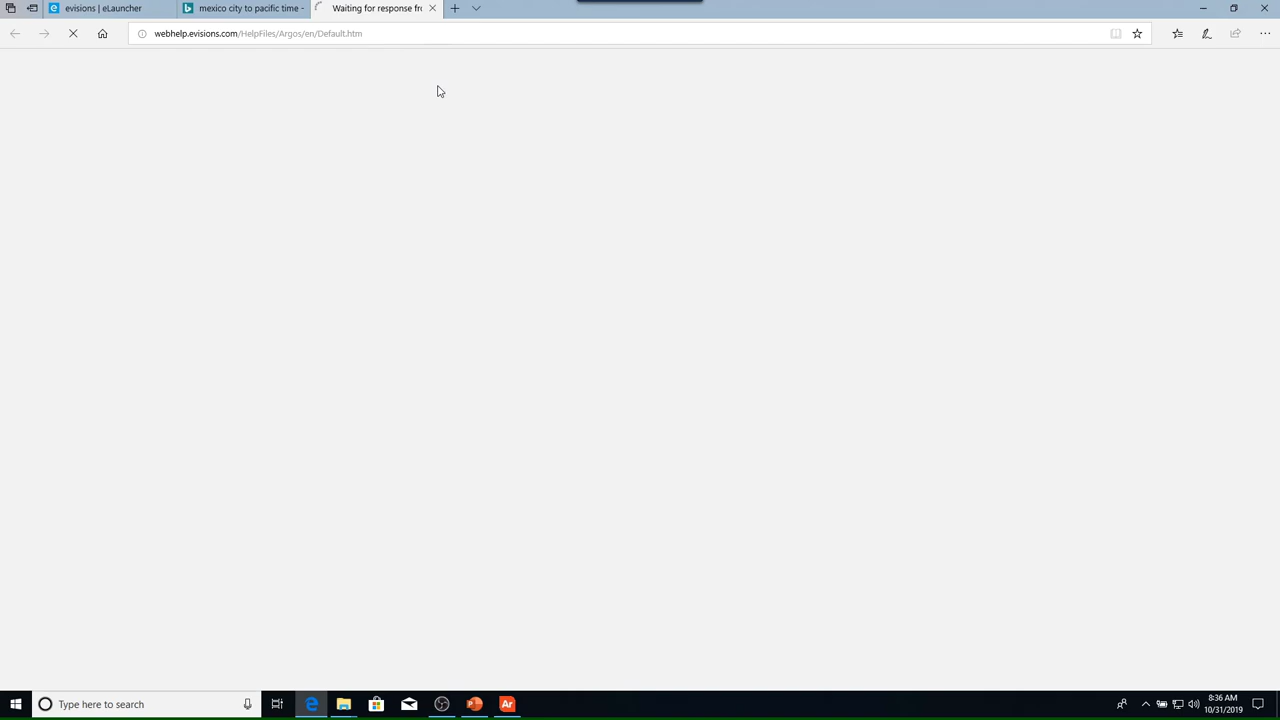 evisions | eLauncher
mexico city to pacific time -
Waiting for response fr
webhelp.evisions.com/HelpFiles/Argos/en/Default.htm
Type here to search
Ar
8:36 AM
10/31/2019